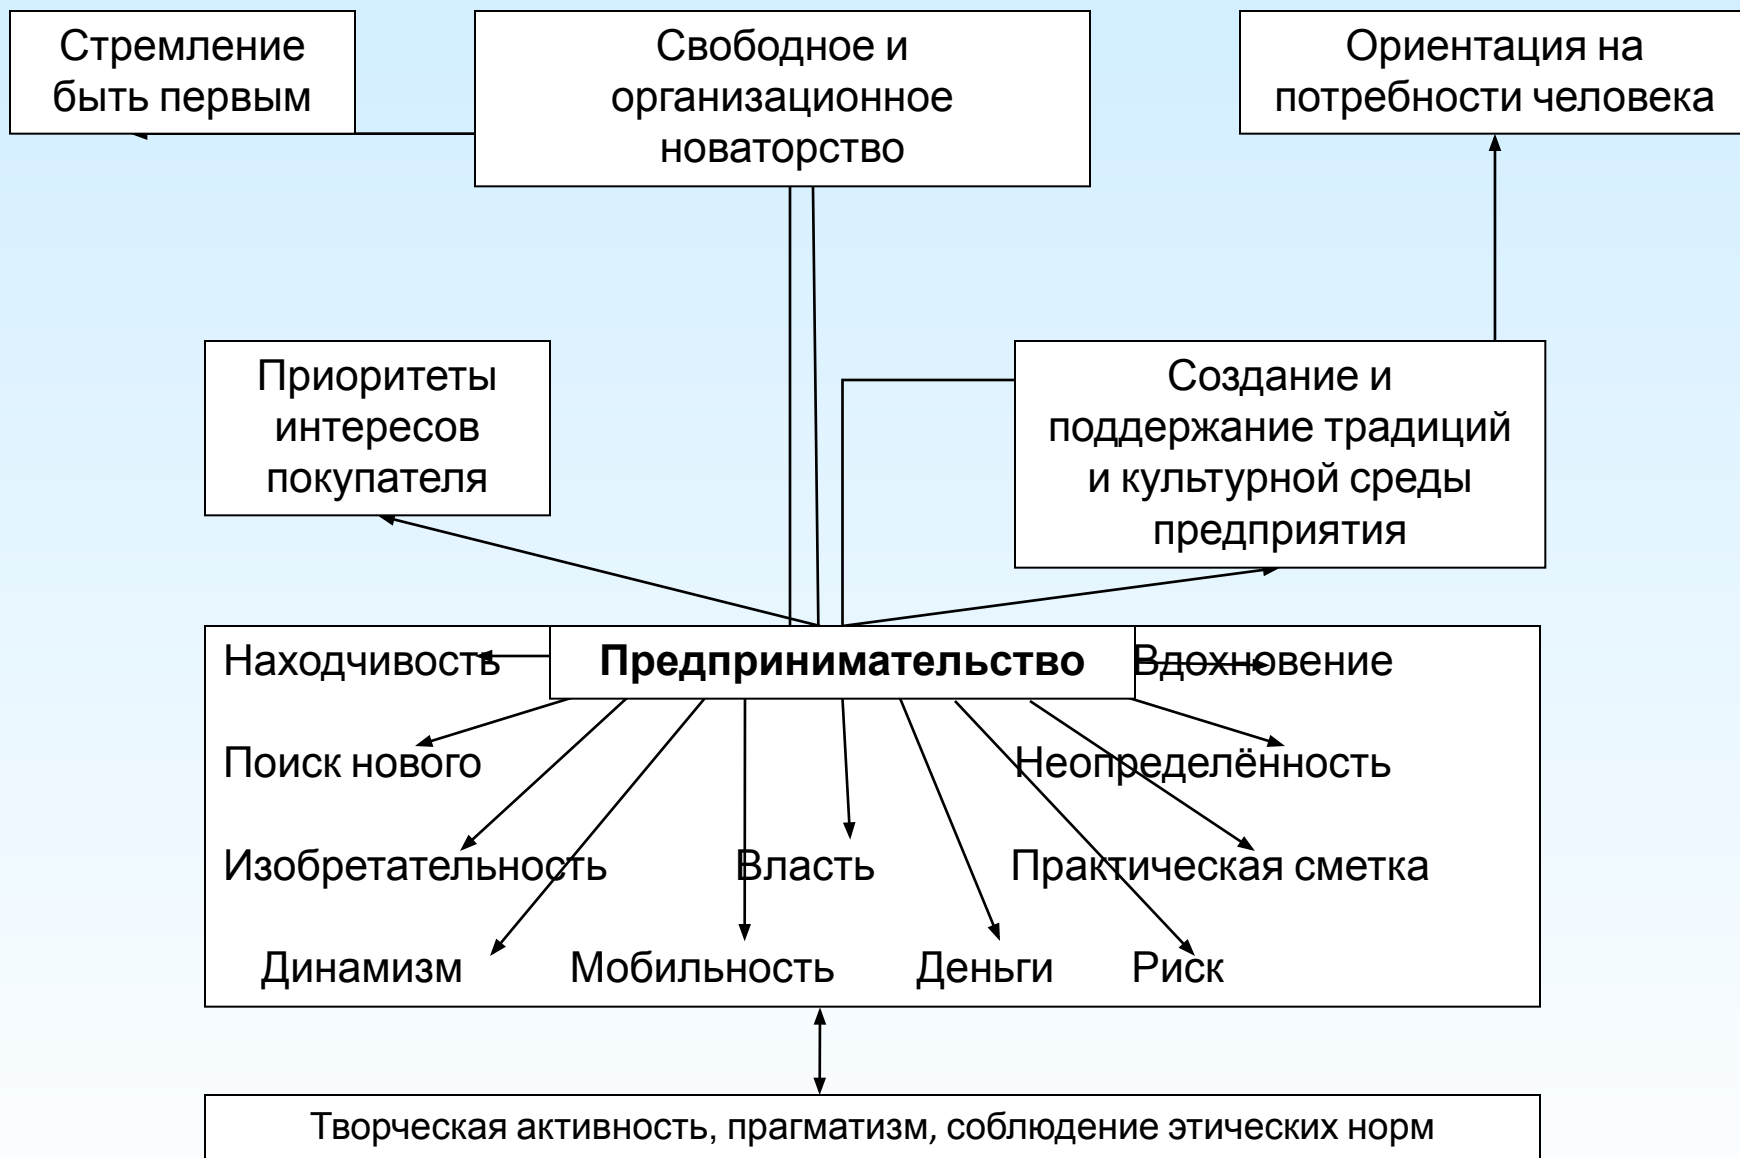 Стремление
быть первым
Свободное и
организационное
новаторство
Ориентация на
потребности человека
Приоритеты
интересов
покупателя
Создание и
поддержание традиций
и культурной среды
предприятия
Находчивость
Предпринимательство
Вдохновение
Поиск нового
Неопределённость
Изобретательность
Власть
Практическая сметка
Динамизм
Мобильность
Деньги
Риск
Творческая активность, прагматизм, соблюдение этических норм